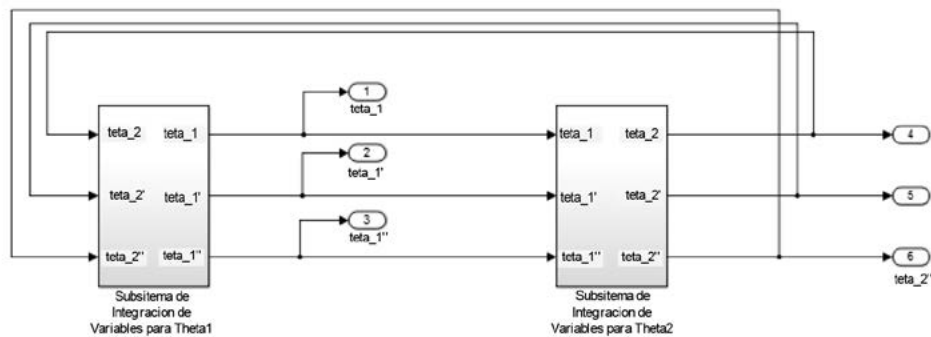 1
teta_1
teta_2 teta_1
teta_1 teta_2
4
2
teta_1'
teta_2' teta_1'
teta_1' teta_2'
5
3
teta_1''
teta_2'' teta_1''
teta_1'' teta_2''
6
teta_2''
Subsitema de
Integracion de
Variables para Theta1
Subsitema de
Integracion de
Variables para Theta2